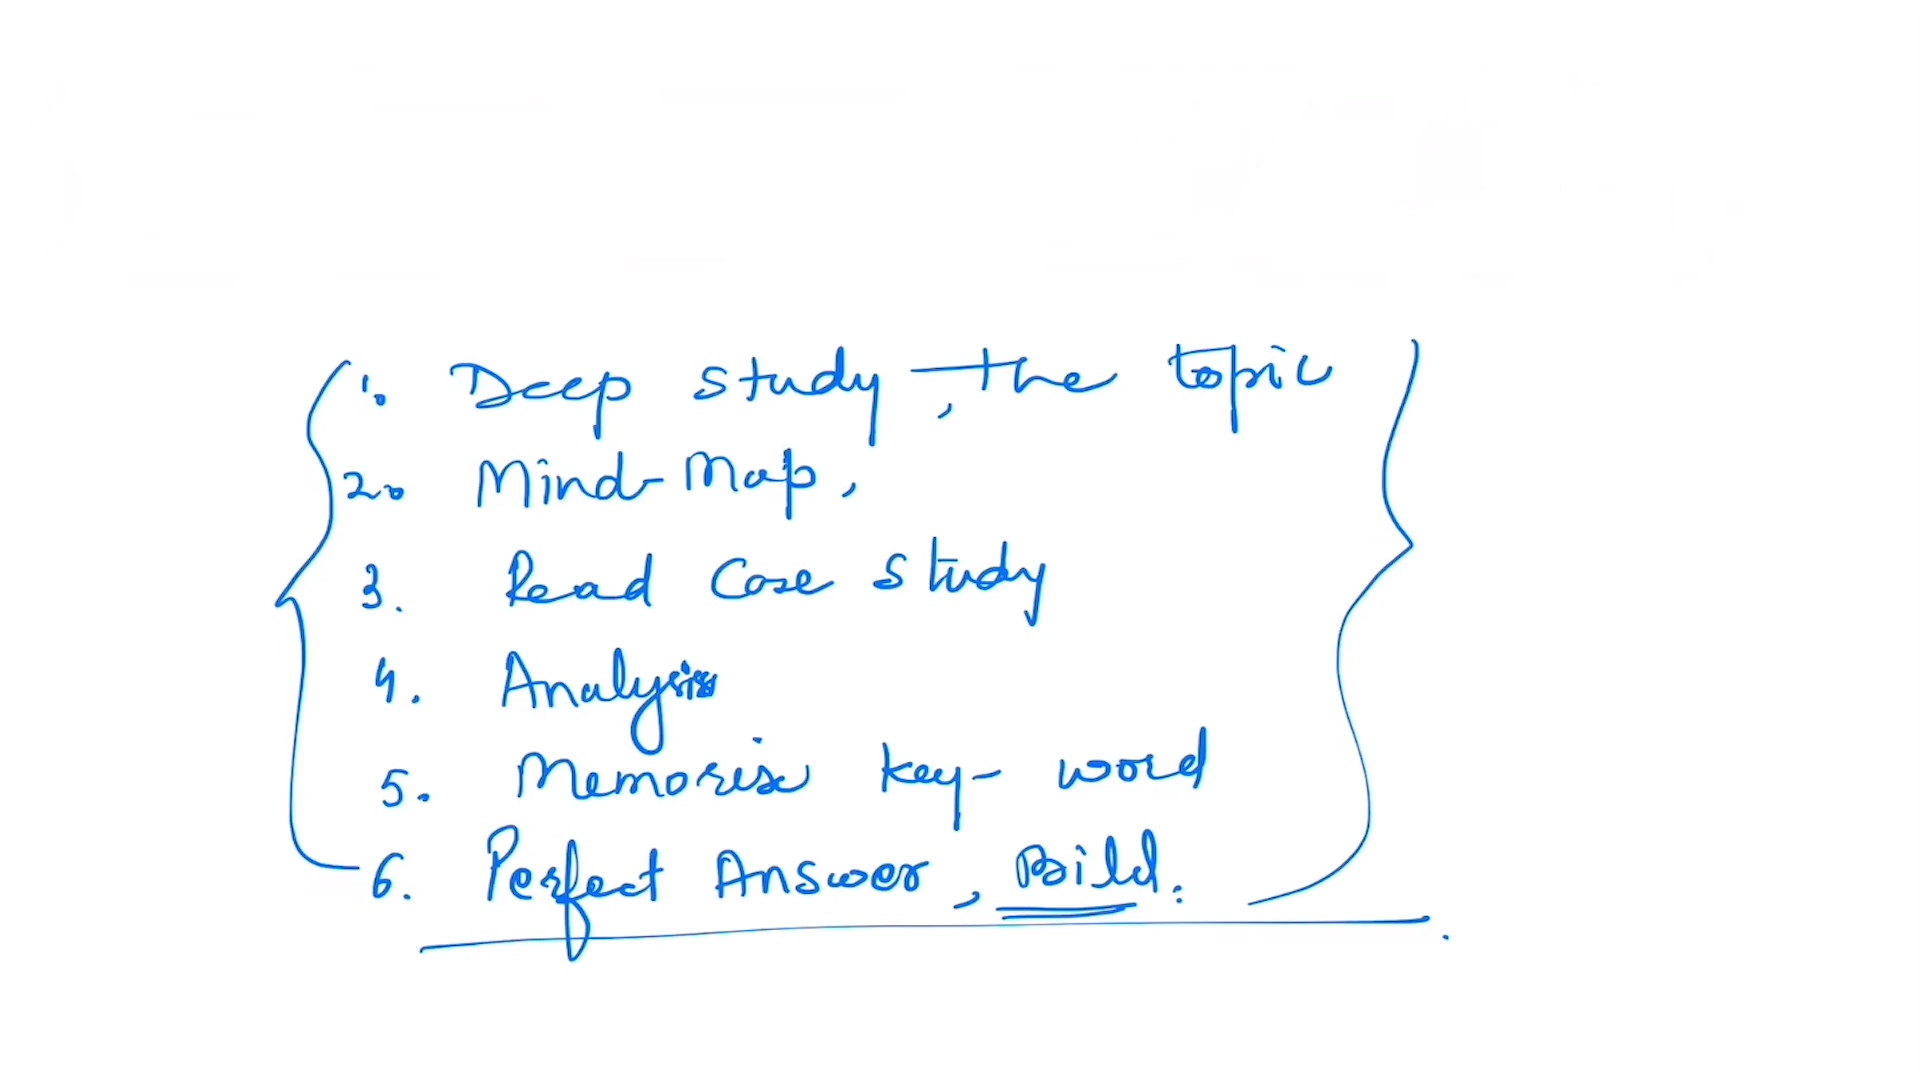 1. Deep study, the topic
2. Mind-Map,
3. Read Case study
4. Analysis
5. Memorise key-word
6. Perfect Answer, Bild.